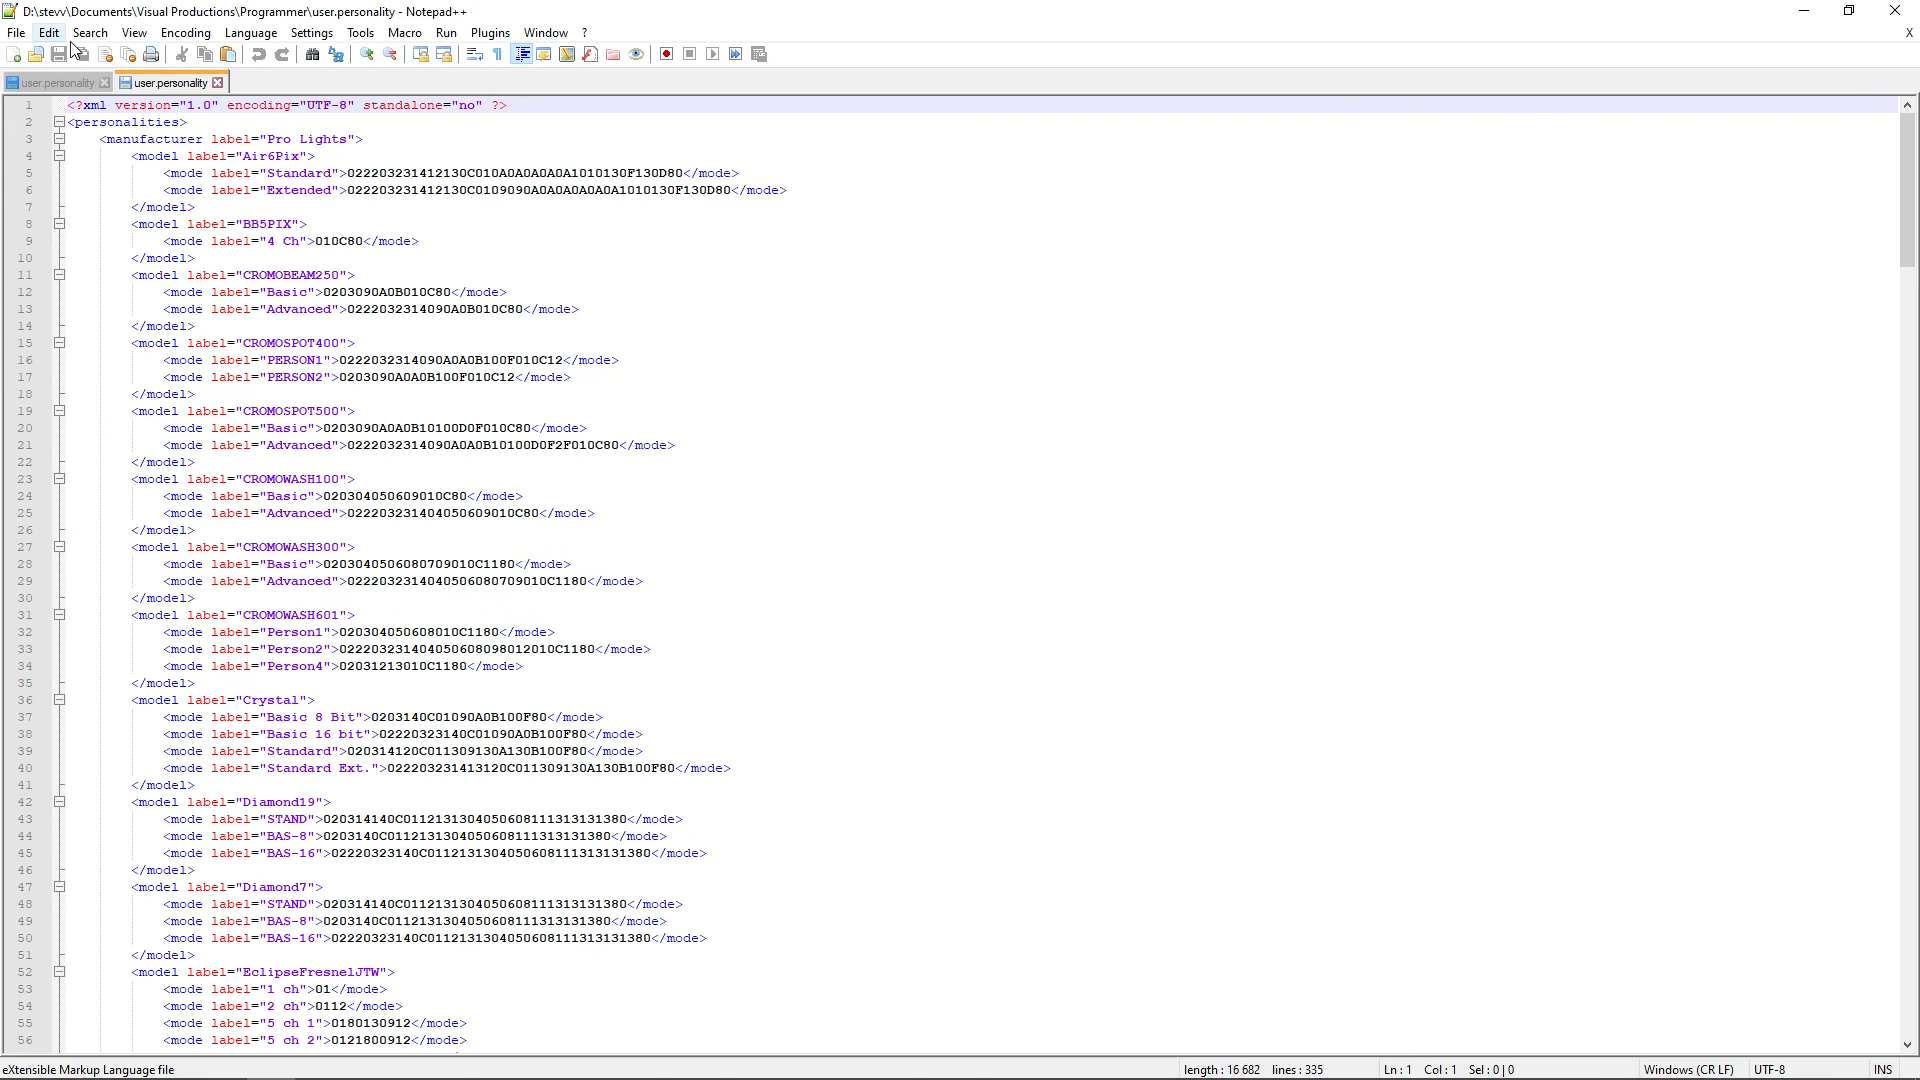 D:\stevv\Documents\Visual Productions\Programmer\user.personality - Notepad++
File Edit Search View Encoding Language Settings Tools Macro Run Plugins Window ? X
user.personality user.personality
1 <?xml version="1.0" encoding="UTF-8" standalone="no" ?>
2 <personalities>
3 <manufacturer label="Pro Lights">
4 <model label="Air6Pix">
5 <mode label="Standard">022203231412130C010A0A0A0A0A1010130F130D80</mode>
6 <mode label="Extended">022203231412130C0109090A0A0A0A0A0A1010130F130D80</mode>
7 </model>
8 <model label="BB5PIX">
9 <mode label="4 Ch">010C80</mode>
10 </model>
11 <model label="CROMOBEAM250">
12 <mode label="Basic">0203090A0B010C80</mode>
13 <mode label="Advanced">0222032314090A0B010C80</mode>
14 </model>
15 <model label="CROMOSPOT400">
16 <mode label="PERSON1">0222032314090A0A0B100F010C12</mode>
17 <mode label="PERSON2">0203090A0A0B100F010C12</mode>
18 </model>
19 <model label="CROMOSPOT500">
20 <mode label="Basic">0203090A0A0B10100D0F010C80</mode>
21 <mode label="Advanced">0222032314090A0A0B10100D0F2F010C80</mode>
22 </model>
23 <model label="CROMOWASH100">
24 <mode label="Basic">020304050609010C80</mode>
25 <mode label="Advanced">022203231404050609010C80</mode>
26 </model>
27 <model label="CROMOWASH300">
28 <mode label="Basic">0203040506080709010C1180</mode>
29 <mode label="Advanced">0222032314040506080709010C1180</mode>
30 </model>
31 <model label="CROMOWASH601">
32 <mode label="Person1">020304050608010C1180</mode>
33 <mode label="Person2">02220323140405060809801​2010C1180</mode>
34 <mode label="Person4">02031213010C1180</mode>
35 </model>
36 <model label="Crystal">
37 <mode label="Basic 8 Bit">0203140C01090A0B100F80</mode>
38 <mode label="Basic 16 bit">02220323140C01090A0B100F80</mode>
39 <mode label="Standard">020314120C011309130A130B100F80</mode>
40 <mode label="Standard Ext.">022203231413120C011309130A130B100F80</mode>
41 </model>
42 <model label="Diamond19">
43 <mode label="STAND">020314140C01121313040506081113131313​80</mode>
44 <mode label="BAS-8">0203140C0112131304050608111313131380</mode>
45 <mode label="BAS-16">02220323140C0112131304050608111313131380</mode>
46 </model>
47 <model label="Diamond7">
48 <mode label="STAND">020314140C0112131304050608111313131380</mode>
49 <mode label="BAS-8">0203140C0112131304050608111313131380</mode>
50 <mode label="BAS-16">02220323140C0112131304050608111313131380</mode>
51 </model>
52 <model label="EclipseFresnelJTW">
53 <mode label="1 ch">01</mode>
54 <mode label="2 ch">0112</mode>
55 <mode label="5 ch 1">0180130912</mode>
56 <mode label="5 ch 2">0121800912</mode>
eXtensible Markup Language file length : 16 682 lines : 335 Ln : 1 Col : 1 Sel : 0 | 0 Windows (CR LF) UTF-8 INS